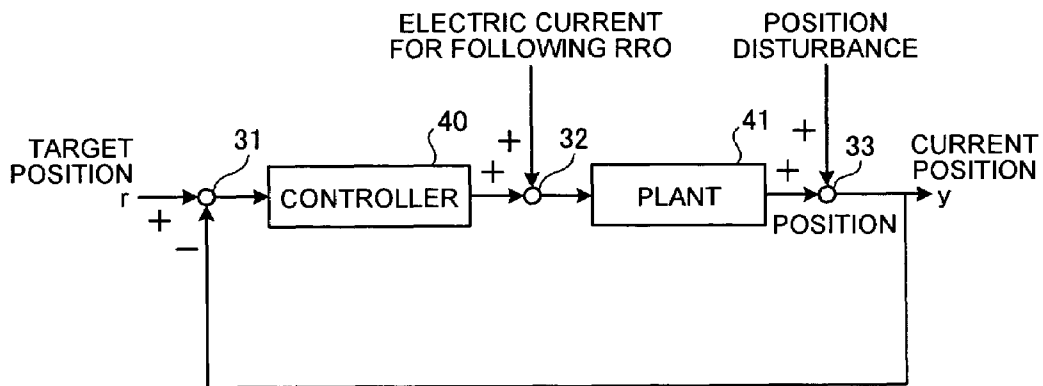 ELECTRIC CURRENT
FOR FOLLOWING RRO
POSITION
DISTURBANCE
TARGET
POSITION
r
+
−
31
40
CONTROLLER
+
+
32
41
PLANT
+
+
33
POSITION
CURRENT
POSITION
y